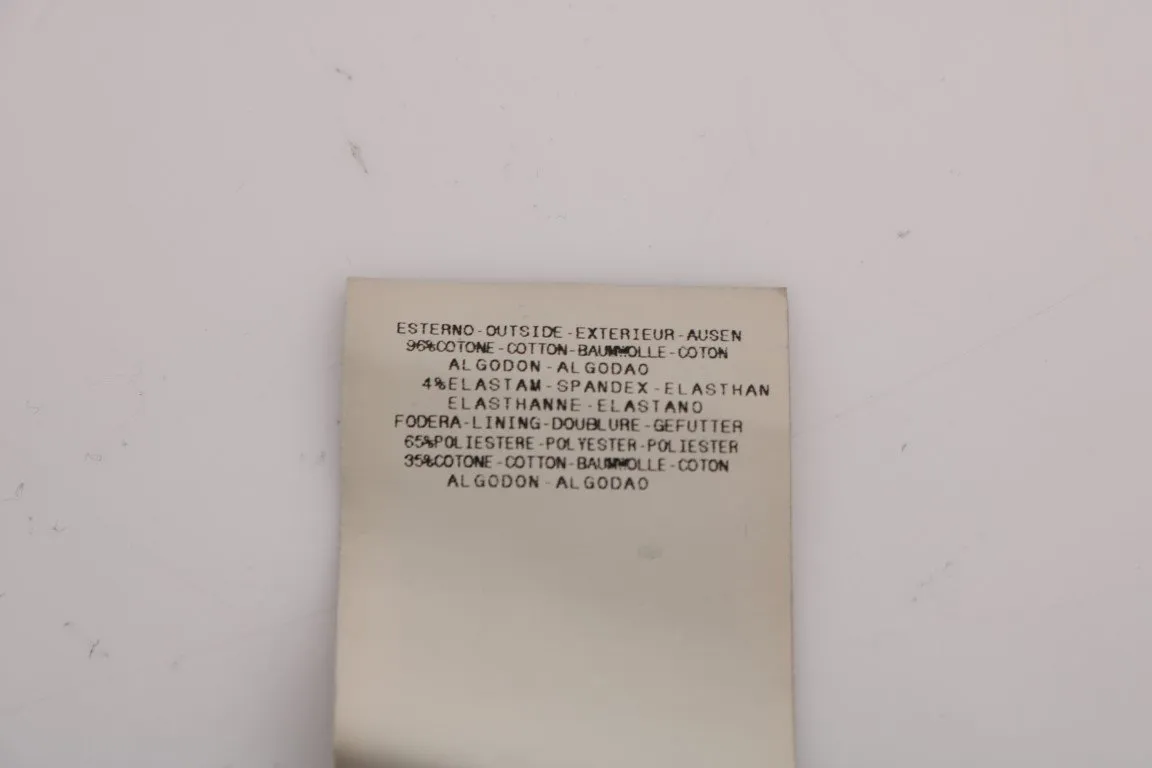 ESTERNO-OUTSIDE-EXTERIEUR-AUSEN
96%COTONE-COTTON-BAUMWOLLE-COTON
ALGODON-ALGODAO
4%ELASTAM-SPANDEX-ELASTHAN
ELASTHANNE-ELASTANO
FODERA-LINING-DOUBLURE-GEFUTTER
65%POLIESTERE-POLYESTER-POLIESTER
35%COTONE-COTTON-BAUMWOLLE-COTON
ALGODON-ALGODAO